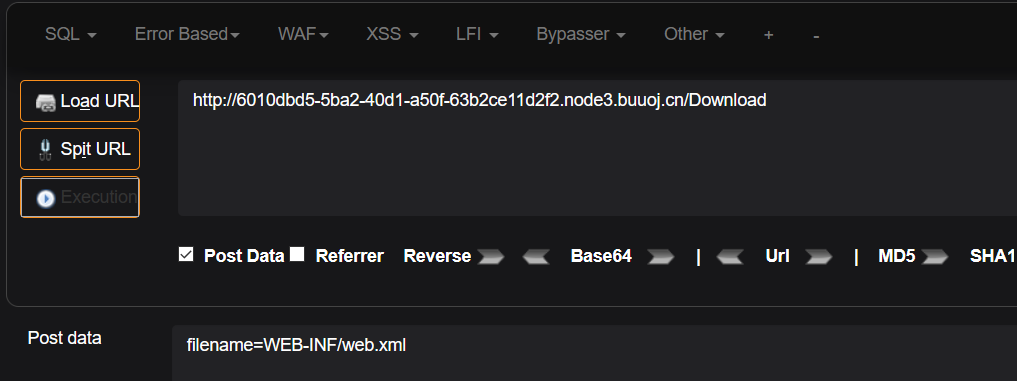 SQL Error Based WAF XSS LFI Bypasser Other + -
Load URL
http://6010dbd5-5ba2-40d1-a50f-63b2ce11d2f2.node3.buuoj.cn/Download
Spit URL
Execution
Post Data Referrer Reverse Base64 | Url | MD5 SHA1
Post data
filename=WEB-INF/web.xml